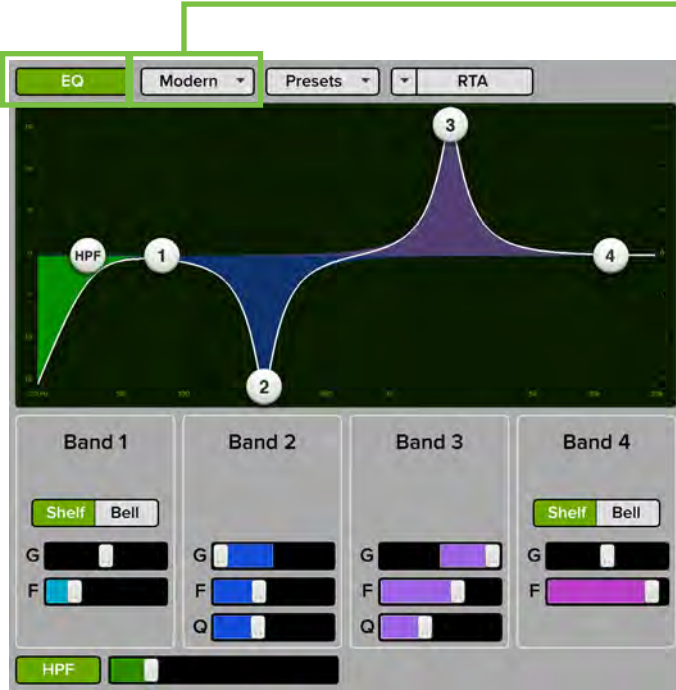 EQ Modern Presets RTA
3
HPF 1 4
2
Band 1 Band 2 Band 3 Band 4
Shelf Bell Shelf Bell
G G G G
F F F F
Q Q
HPF